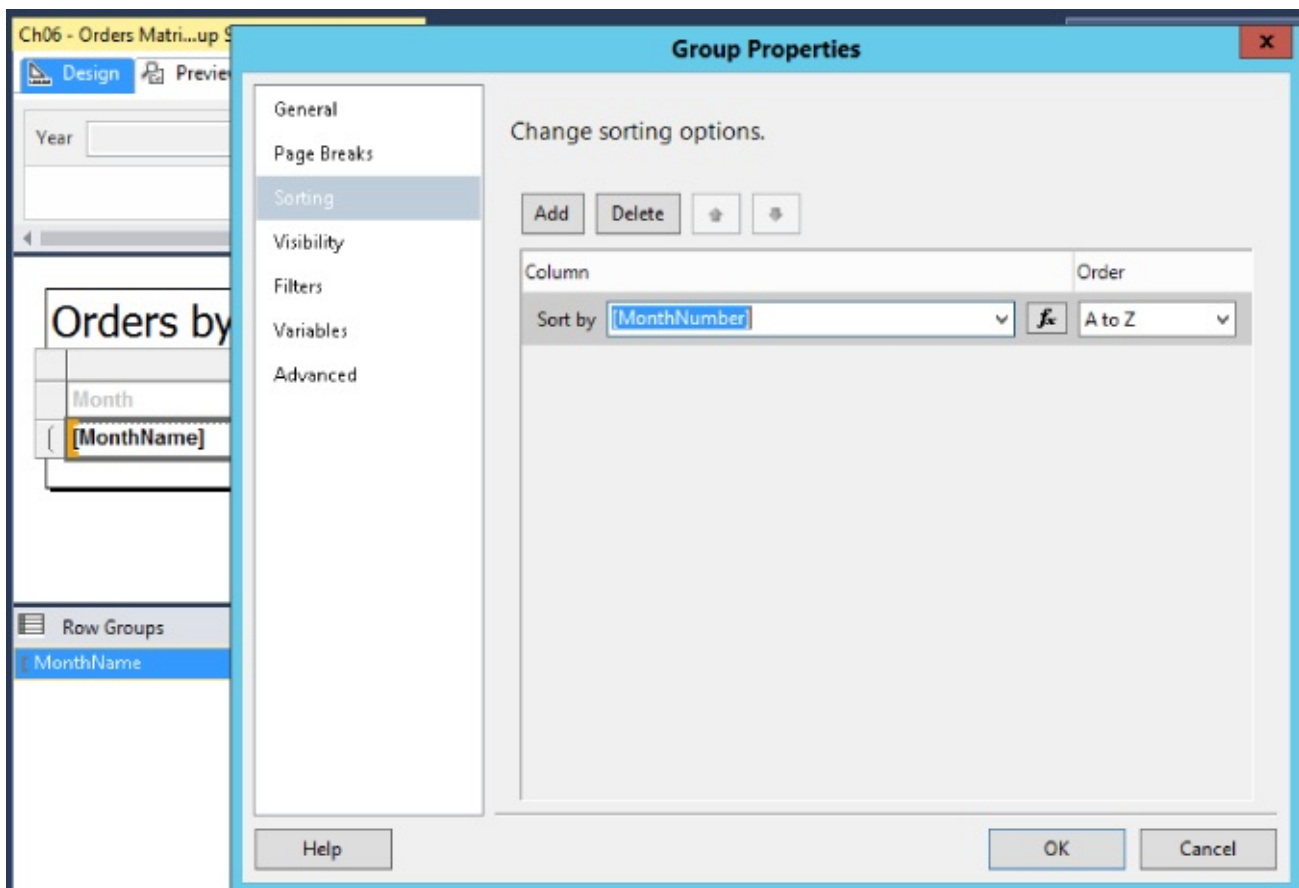 Ch06 - Orders Matri...up S
Design Previe
Year
Orders by
Month
[MonthName]
Row Groups
[ MonthName
Group Properties
x
General
Page Breaks
Sorting
Visibility
Filters
Variables
Advanced
Change sorting options.
Add Delete
Column Order
Sort by [MonthNumber] fx A to Z
Help OK Cancel